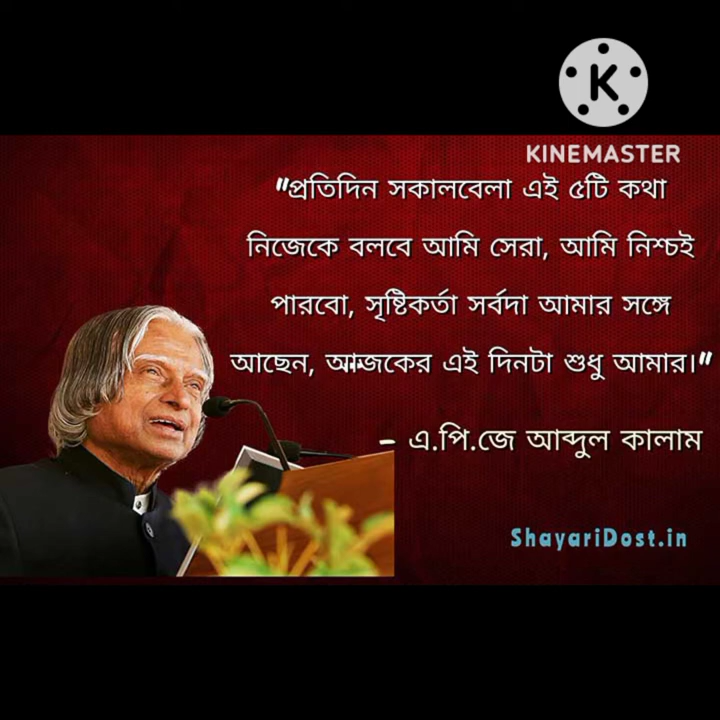 KINEMASTER
"প্রতিদিন সকালবেলা এই ৫টি কথা
নিজেকে বলবে আমি সেরা, আমি নিশ্চই
পারবো, সৃষ্টিকর্তা সর্বদা আমার সঙ্গে
আছেন, আজকের এই দিনটা শুধু আমার।"
- এ.পি.জে আব্দুল কালাম
ShayariDost.in